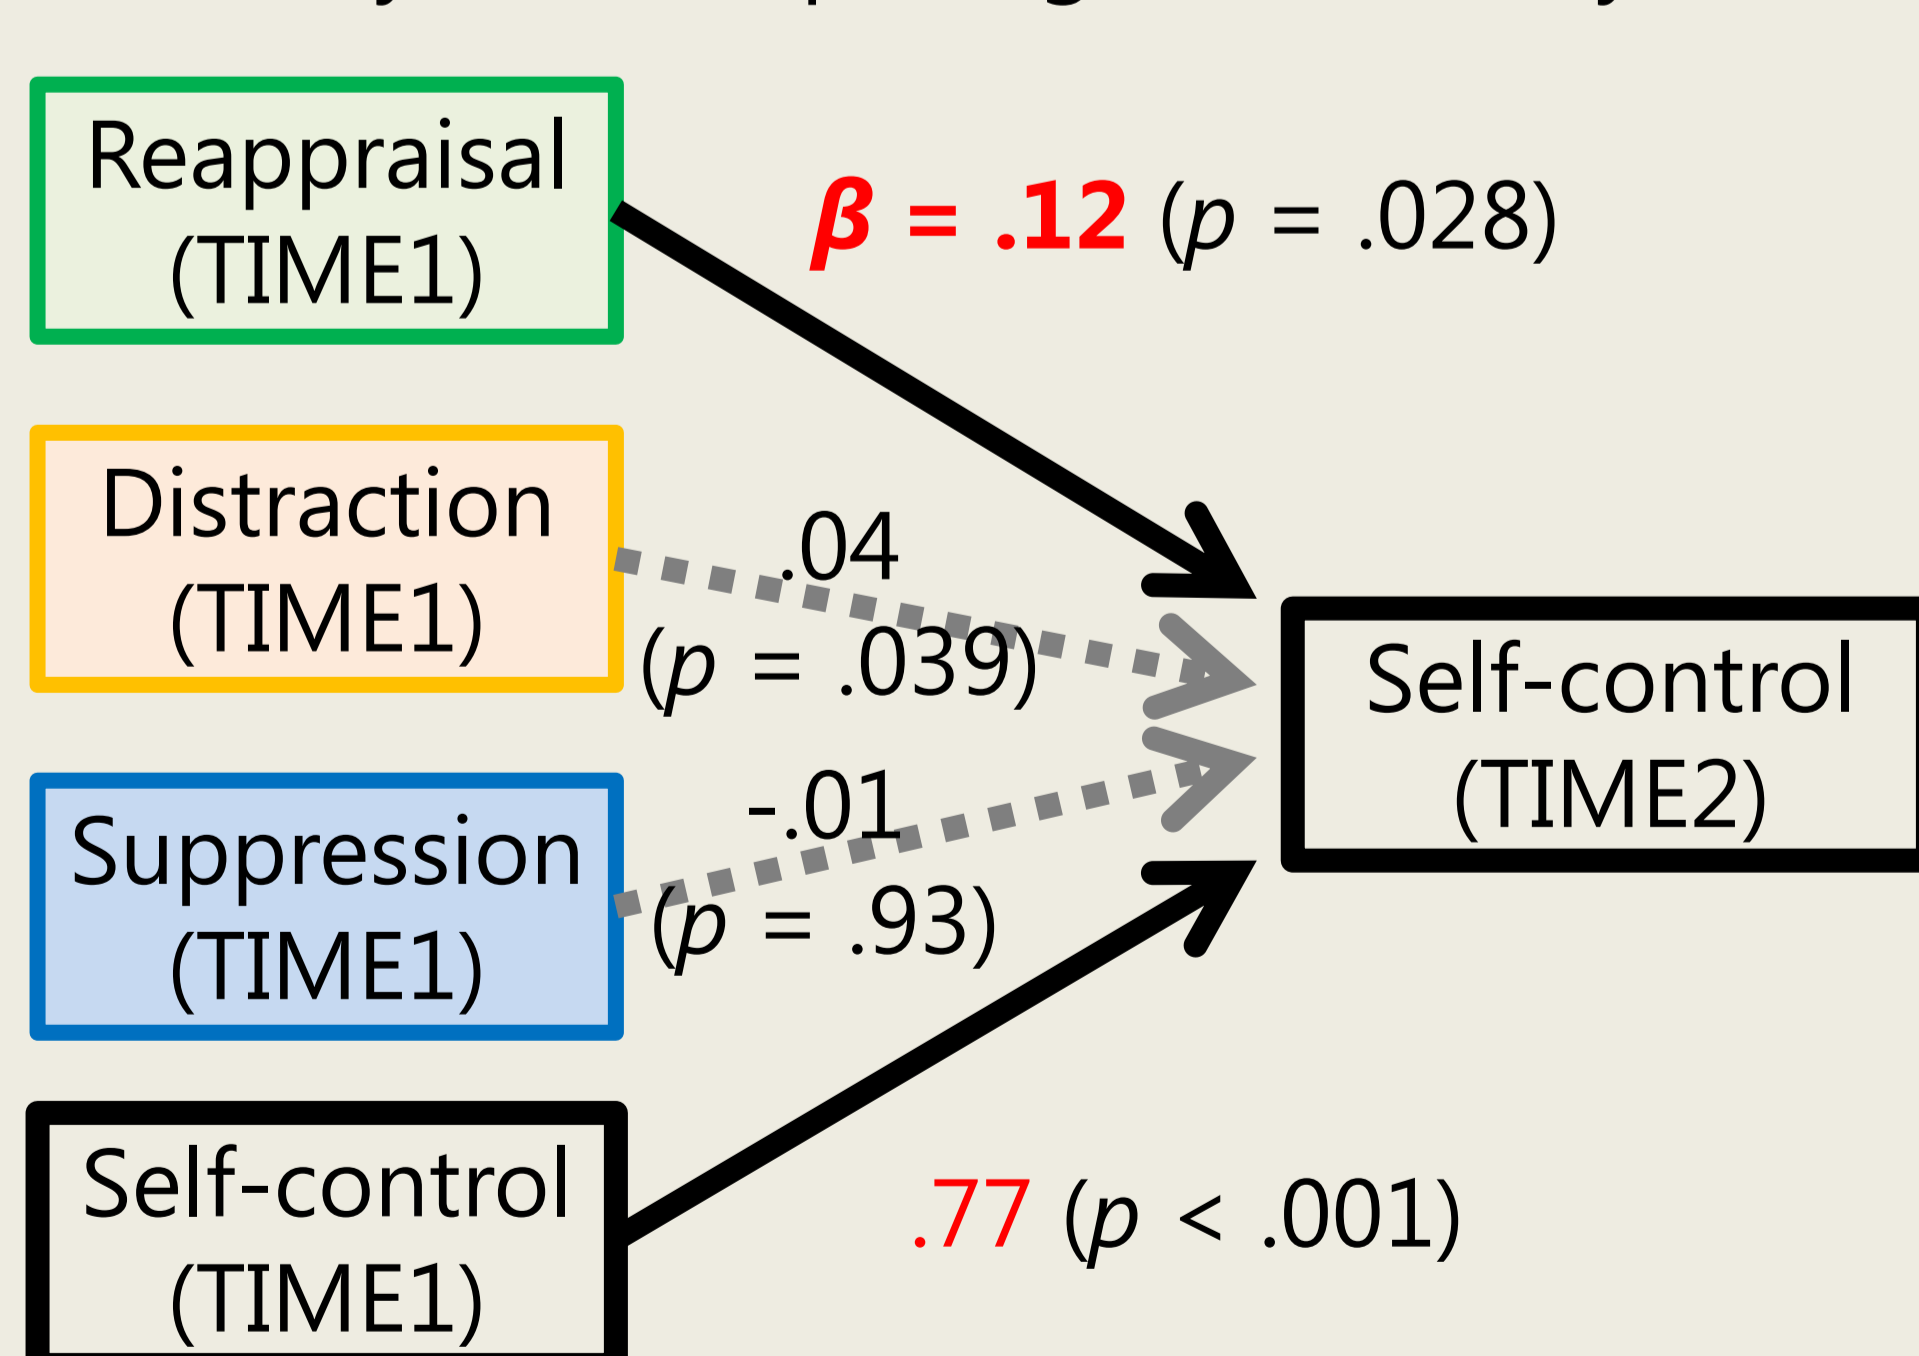 Reappraisal
(TIME1)
β = .12 (p = .028)
Distraction
(TIME1)
.04
(p = .039)
Self-control
(TIME2)
Suppression
(TIME1)
-.01
(p = .93)
Self-control
(TIME1)
.77 (p < .001)